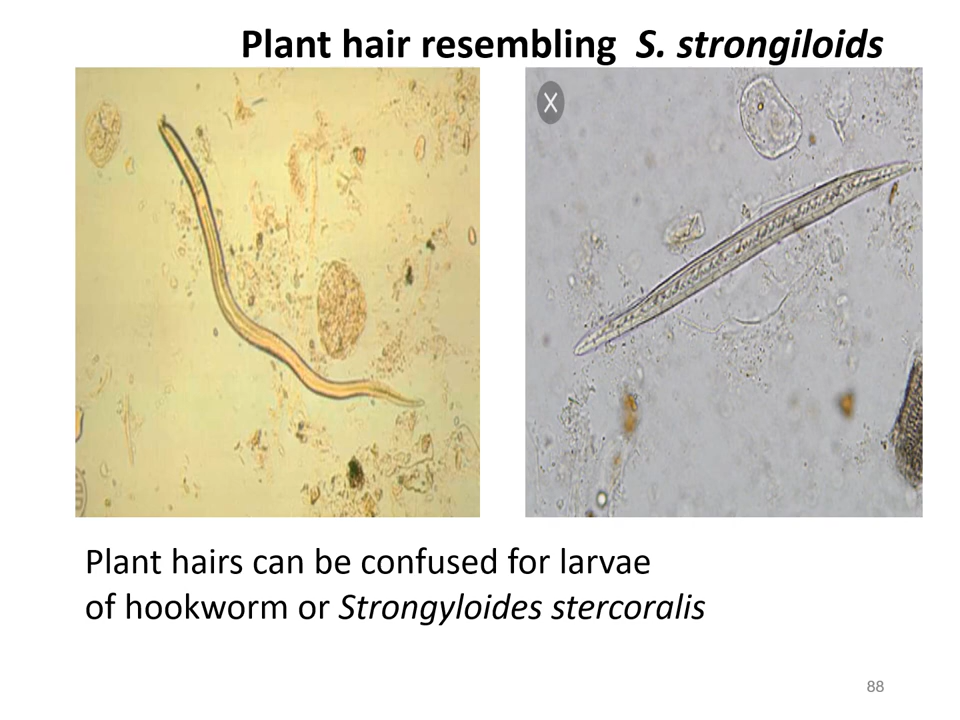 Plant hair resembling S. strongiloids
X
Plant hairs can be confused for larvae
of hookworm or Strongyloides stercoralis
88